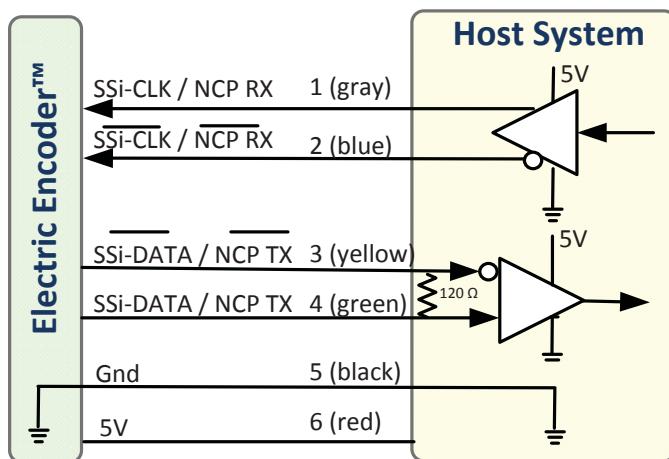 Host System
5V
SSi-CLK / NCP RX 1 (gray)
SSi-CLK / NCP RX 2 (blue)
5V
SSi-DATA / NCP TX 3 (yellow)
120 Ω
SSi-DATA / NCP TX 4 (green)
Gnd 5 (black)
5V 6 (red)
Electric Encoder™